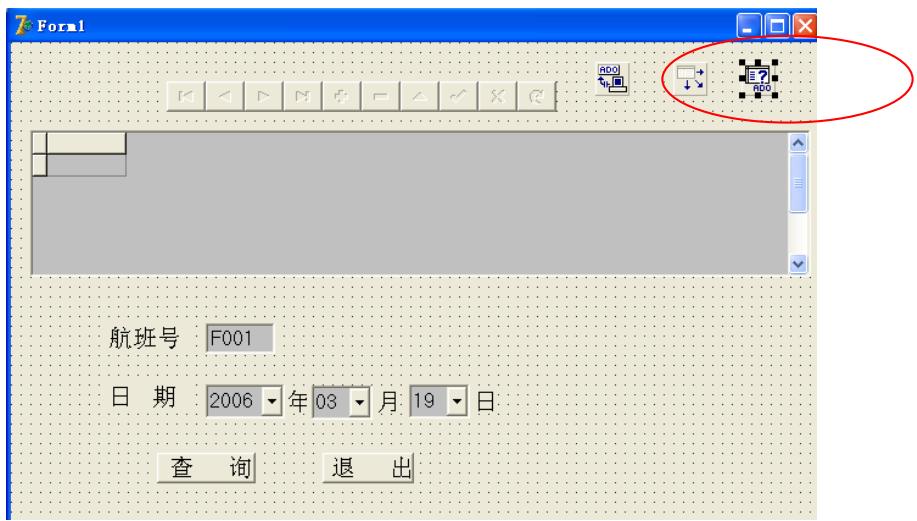 7 Form1
ADO
? ADO
航班号 F001
日 期 2006 年 03 月 19 日
查 询 退 出